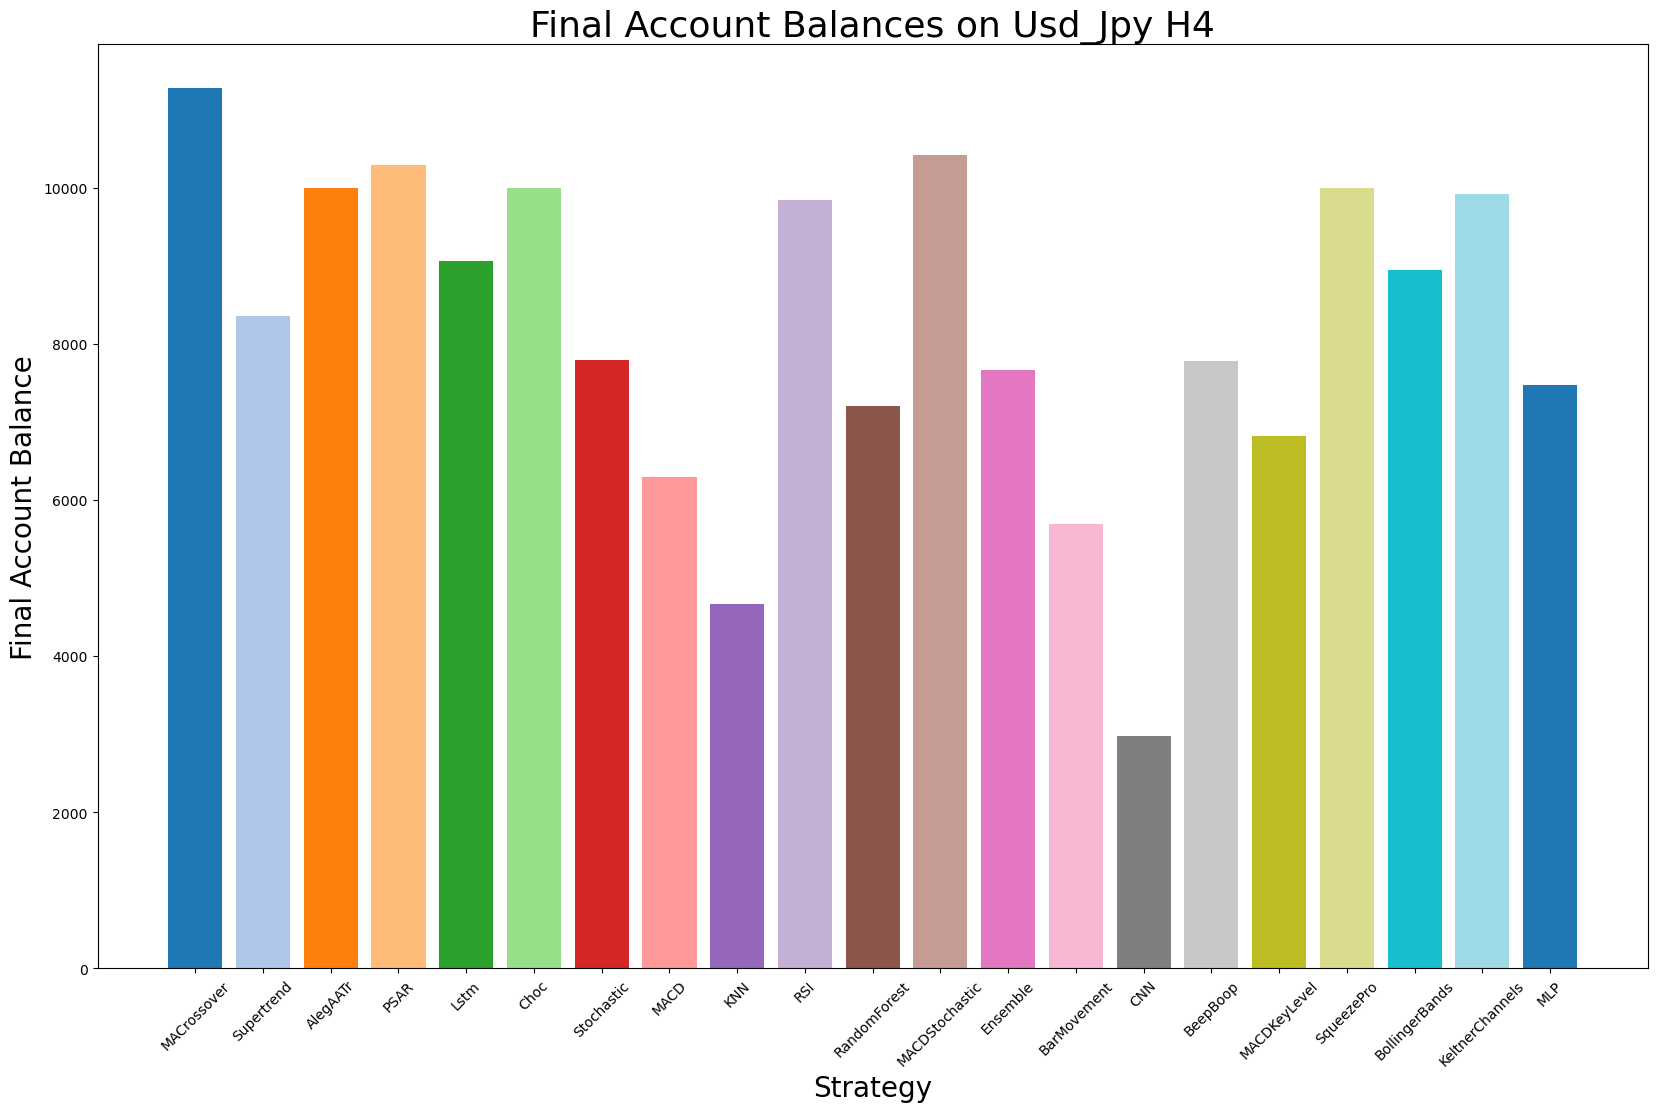 Final Account Balances on Usd_Jpy H4
Final Account Balance
10000
8000
6000
4000
2000
0
MACrossover
Supertrend
AlegAATr
PSAR
Lstm
Choc
Stochastic
MACD
KNN
RSI
RandomForest
MACDStochastic
Ensemble
BarMovement
CNN
BeepBoop
MACDKeyLevel
SqueezePro
BollingerBands
KeltnerChannels
MLP
Strategy